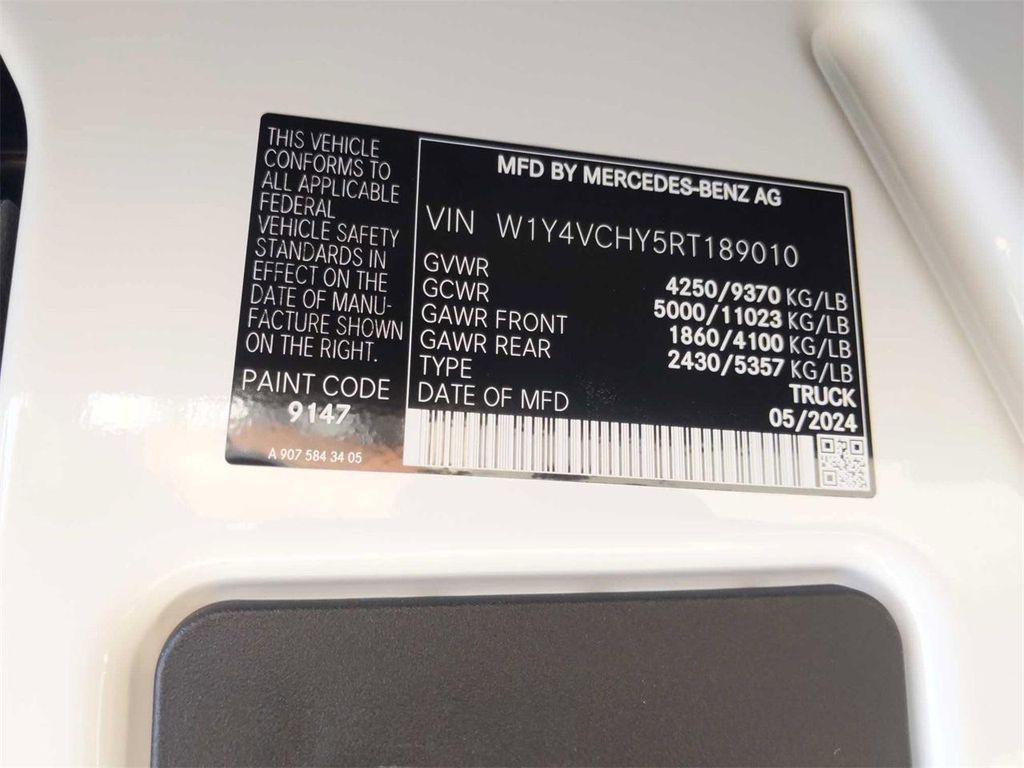 THIS VEHICLE
CONFORMS TO
ALL APPLICABLE
FEDERAL
VEHICLE SAFETY
STANDARDS IN
EFFECT ON THE
DATE OF MANU-
FACTURE SHOWN
ON THE RIGHT.
PAINT CODE
9147
A 907 584 34 05
MFD BY MERCEDES-BENZ AG
VIN W1Y4VCHY5RT189010
GVWR 4250/9370 KG/LB
GCWR 5000/11023 KG/LB
GAWR FRONT 1860/4100 KG/LB
GAWR REAR 2430/5357 KG/LB
TYPE TRUCK
DATE OF MFD 05/2024